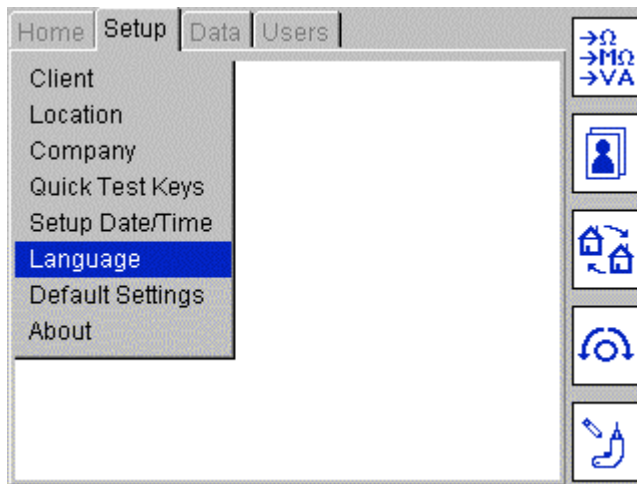 Home Setup Data Users
Client
Location
Company
Quick Test Keys
Setup Date/Time
Language
Default Settings
About
→Ω
→MΩ
→VA